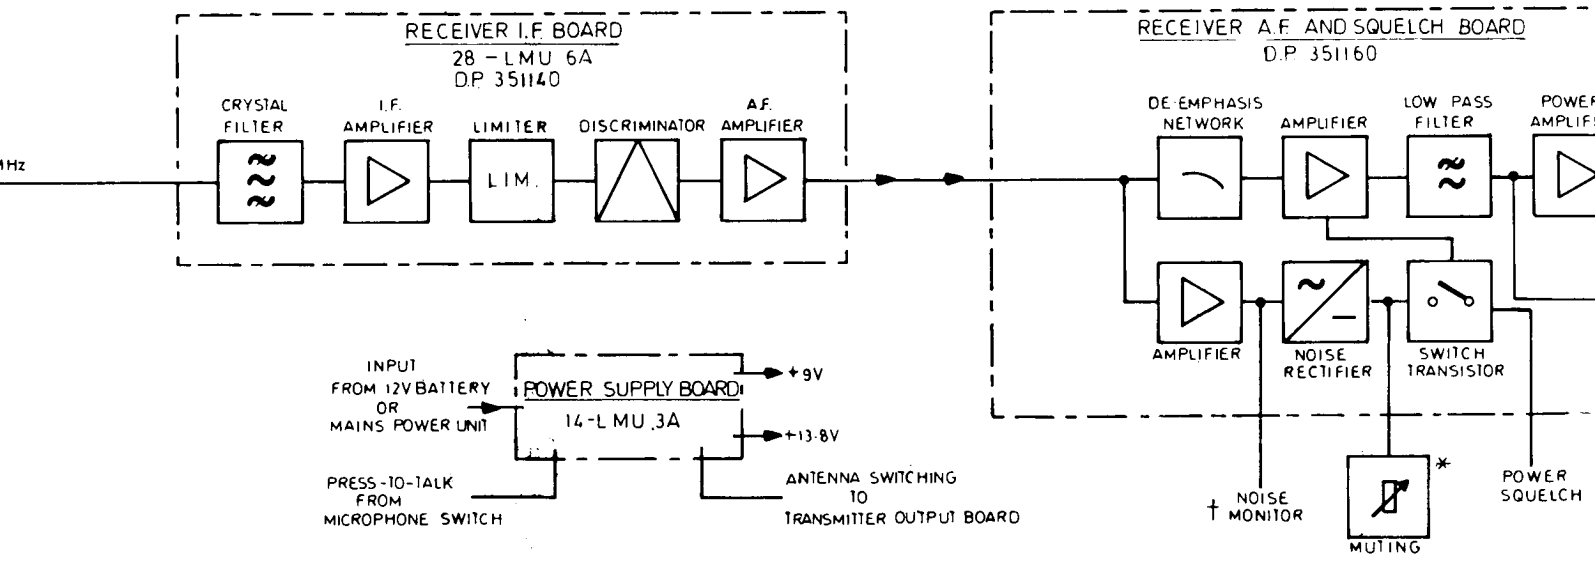 RECEIVER I.F. BOARD
28 - LMU 6A
D.P. 351140
CRYSTAL
FILTER
I.F.
AMPLIFIER
LIMITER
DISCRIMINATOR
A.F.
AMPLIFIER
MHz
LIM.
RECEIVER A.F. AND SQUELCH BOARD
D.P. 351160
DE-EMPHASIS
NETWORK
AMPLIFIER
LOW PASS
FILTER
POWER
AMPLIFI
AMPLIFIER
NOISE
RECTIFIER
SWITCH
TRANSISTOR
INPUT
FROM 12V BATTERY
OR
MAINS POWER UNIT
POWER SUPPLY BOARD
14-LMU 3A
+9V
+13.8V
PRESS-TO-TALK
FROM
MICROPHONE SWITCH
ANTENNA SWITCHING
TO
TRANSMITTER OUTPUT BOARD
† NOISE
MONITOR
*
MUTING
POWER
SQUELCH